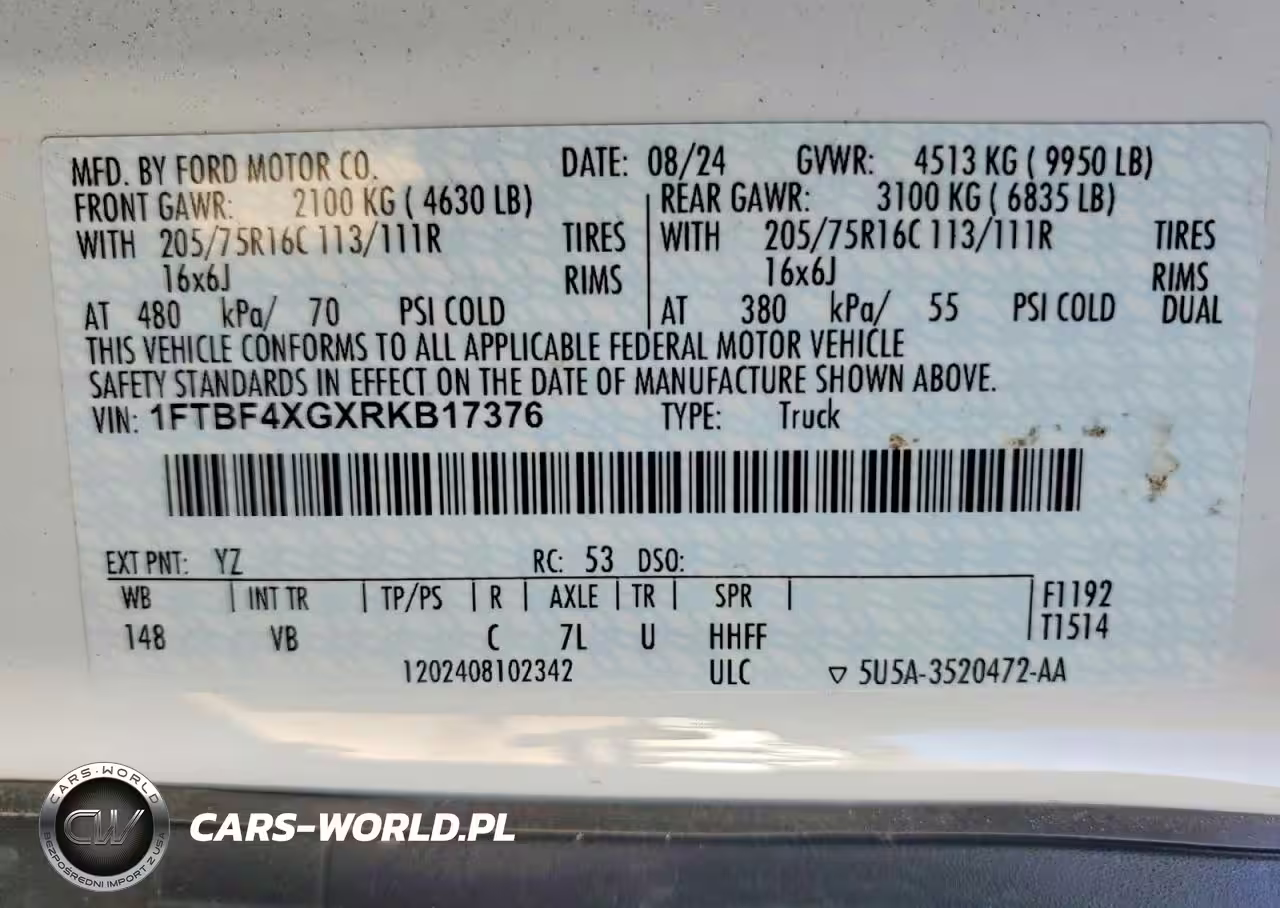 MFD. BY FORD MOTOR CO. DATE: 08/24 GVWR: 4513 KG ( 9950 LB)
FRONT GAWR: 2100 KG ( 4630 LB) REAR GAWR: 3100 KG ( 6835 LB)
WITH 205/75R16C 113/111R TIRES WITH 205/75R16C 113/111R TIRES
16x6J RIMS 16x6J RIMS
AT 480 kPa/ 70 PSI COLD AT 380 kPa/ 55 PSI COLD DUAL
THIS VEHICLE CONFORMS TO ALL APPLICABLE FEDERAL MOTOR VEHICLE
SAFETY STANDARDS IN EFFECT ON THE DATE OF MANUFACTURE SHOWN ABOVE.
VIN: 1FTBF4XGXRKB17376 TYPE: Truck
EXT PNT: YZ RC: 53 DSO:
WB INT TR TP/PS R AXLE TR SPR F1192
148 VB C 7L U HHFF T1514
1202408102342 ULC ▽ 5U5A-3520472-AA
CARS-WORLD
CW
BEZPOŚREDNI IMPORT Z USA
CARS-WORLD.PL